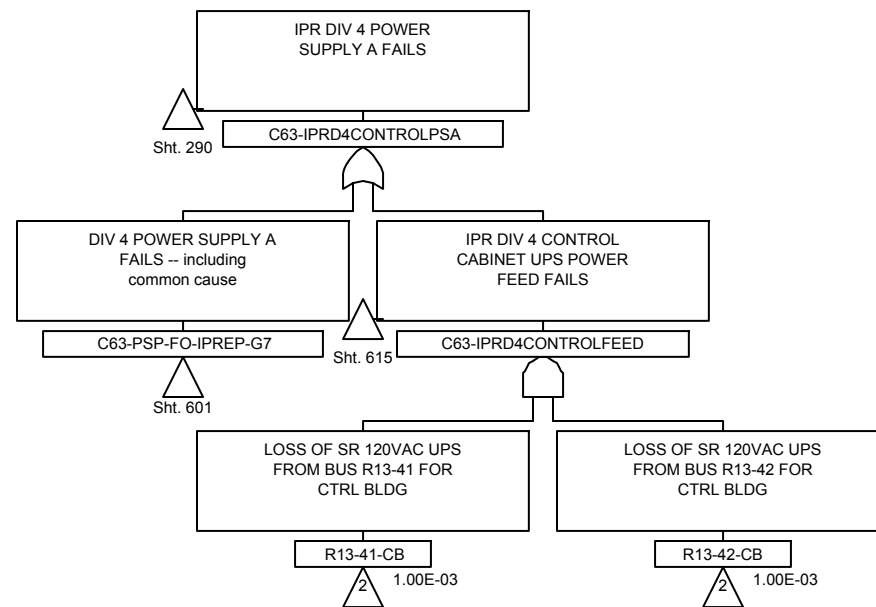 IPR DIV 4 POWER
SUPPLY A FAILS
Sht. 290
C63-IPRD4CONTROLPSA
DIV 4 POWER SUPPLY A
FAILS -- including
common cause
C63-PSP-FO-IPREP-G7
Sht. 601
IPR DIV 4 CONTROL
CABINET UPS POWER
FEED FAILS
Sht. 615
C63-IPRD4CONTROLFEED
LOSS OF SR 120VAC UPS
FROM BUS R13-41 FOR
CTRL BLDG
R13-41-CB
2
1.00E-03
LOSS OF SR 120VAC UPS
FROM BUS R13-42 FOR
CTRL BLDG
R13-42-CB
2
1.00E-03